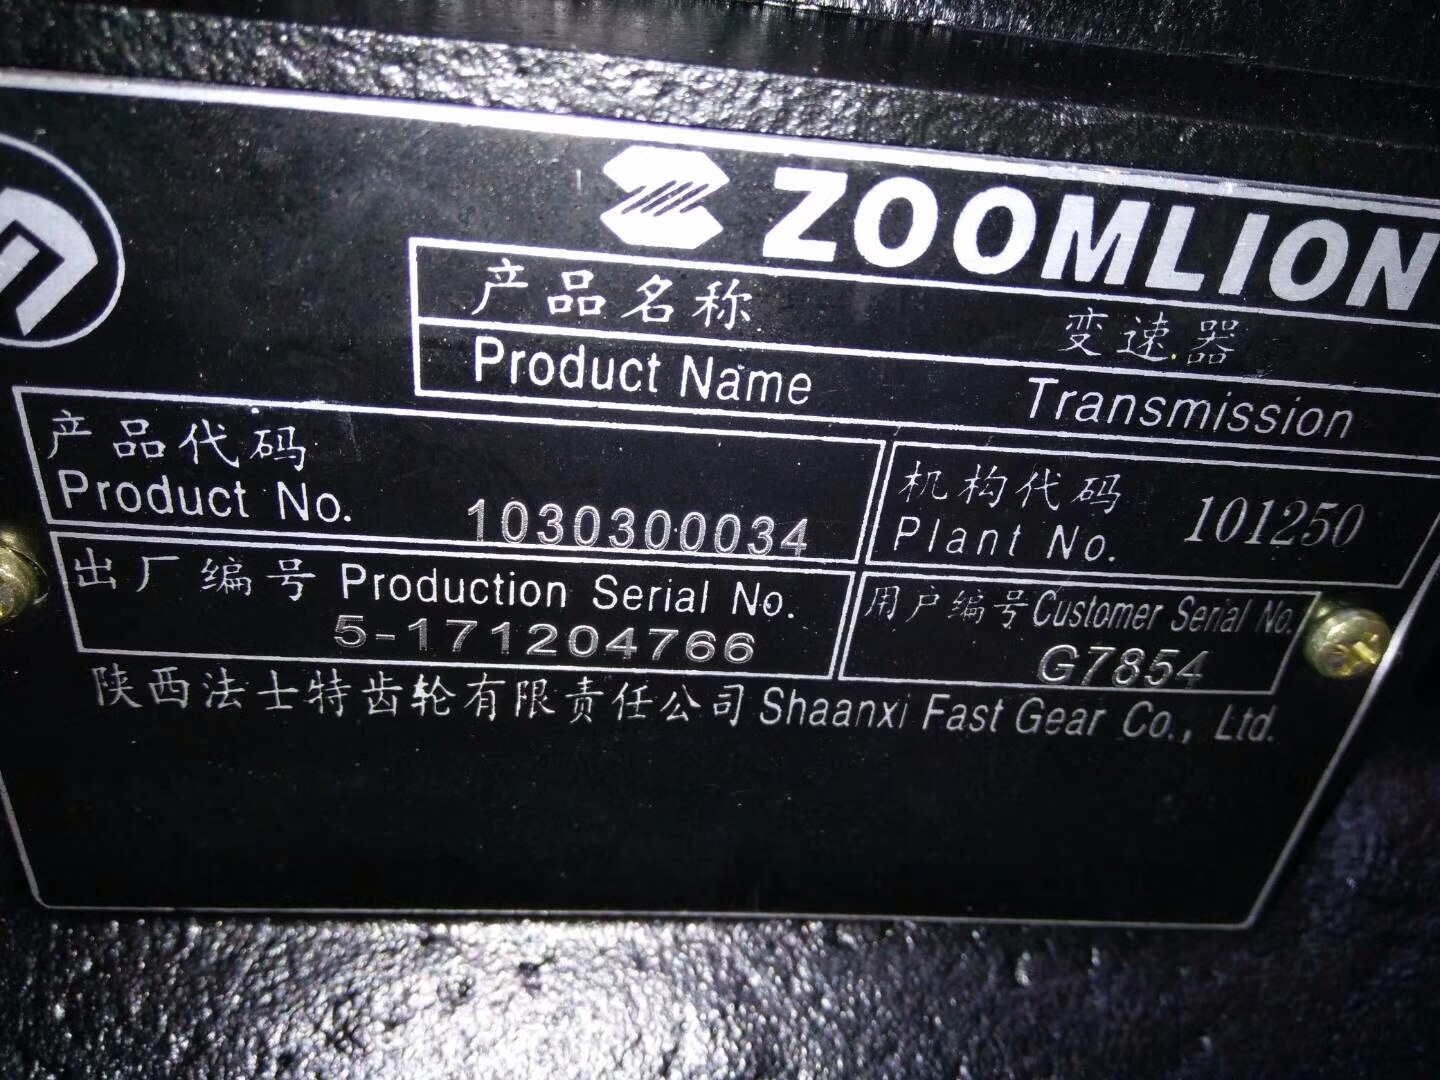 ZOOMLION
产品名称 变速器
Product Name Transmission
产品代码
Product No. 1030300034
机构代码
Plant No. 101250
出厂编号 Production Serial No.
5-171204766
用户编号 Customer Serial No.
G7854
陕西法士特齿轮有限责任公司 Shaanxi Fast Gear Co., Ltd.